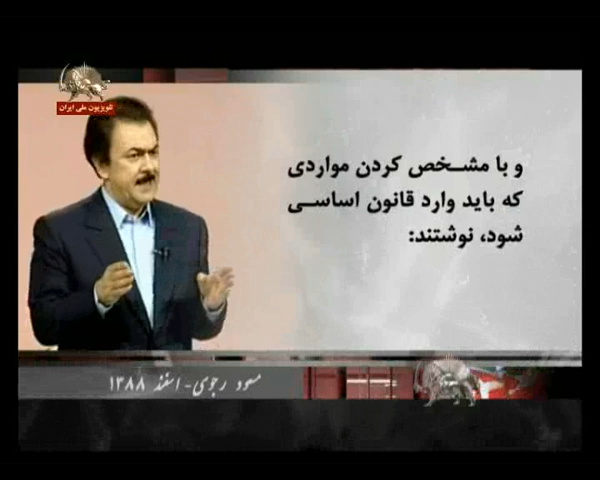 تلویزیون ملی ایران
و با مشخص کردن مواردی
که باید وارد قانون اساسی
شود، نوشتند:
مسعود رجوی - اسفند ۱۳۸۸